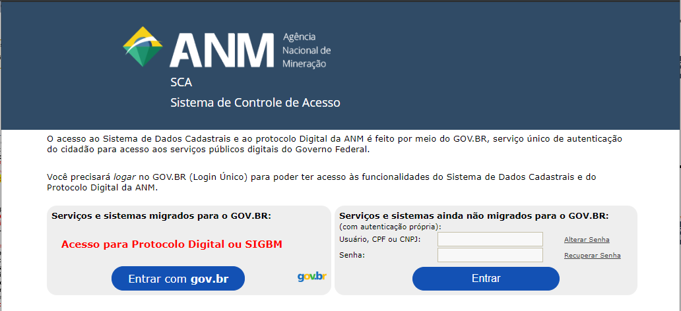 ANM
Agência
Nacional de
Mineração
SCA
Sistema de Controle de Acesso
O acesso ao Sistema de Dados Cadastrais e ao protocolo Digital da ANM é feito por meio do GOV.BR, serviço único de autenticação
do cidadão para acesso aos serviços públicos digitais do Governo Federal.
Você precisará logar no GOV.BR (Login Único) para poder ter acesso às funcionalidades do Sistema de Dados Cadastrais e do
Protocolo Digital da ANM.
Serviços e sistemas migrados para o GOV.BR:
Acesso para Protocolo Digital ou SIGBM
Entrar com gov.br
gov.br
Serviços e sistemas ainda não migrados para o GOV.BR:
(com autenticação própria):
Usuário, CPF ou CNPJ:
Alterar Senha
Senha:
Recuperar Senha
Entrar